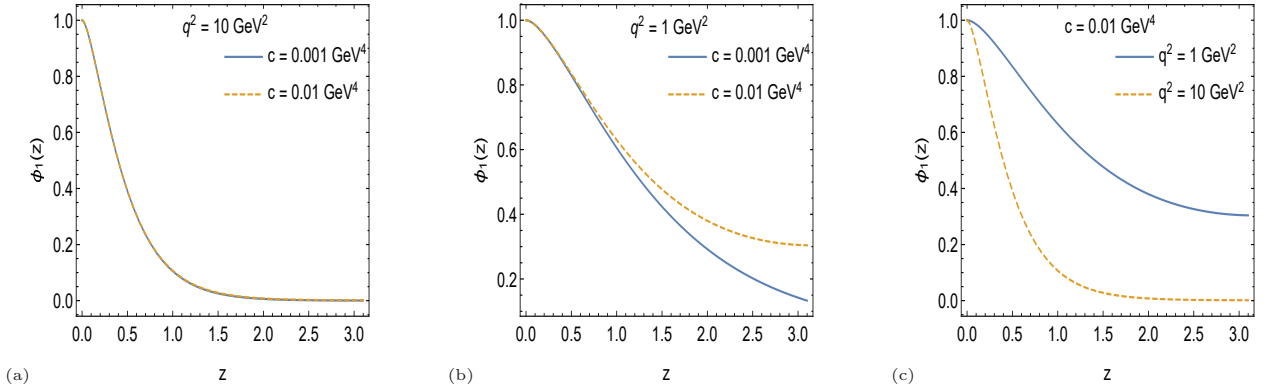 q² = 10 GeV²
c = 0.001 GeV⁴
c = 0.01 GeV⁴
ϕ₁(z)
1.0
0.8
0.6
0.4
0.2
0.0
0.0 0.5 1.0 1.5 2.0 2.5 3.0
(a) z
q² = 1 GeV²
c = 0.001 GeV⁴
c = 0.01 GeV⁴
ϕ₁(z)
1.0
0.8
0.6
0.4
0.2
0.0 0.5 1.0 1.5 2.0 2.5 3.0
(b) z
c = 0.01 GeV⁴
q² = 1 GeV²
q² = 10 GeV²
ϕ₁(z)
1.0
0.8
0.6
0.4
0.2
0.0
0.0 0.5 1.0 1.5 2.0 2.5 3.0
(c) z